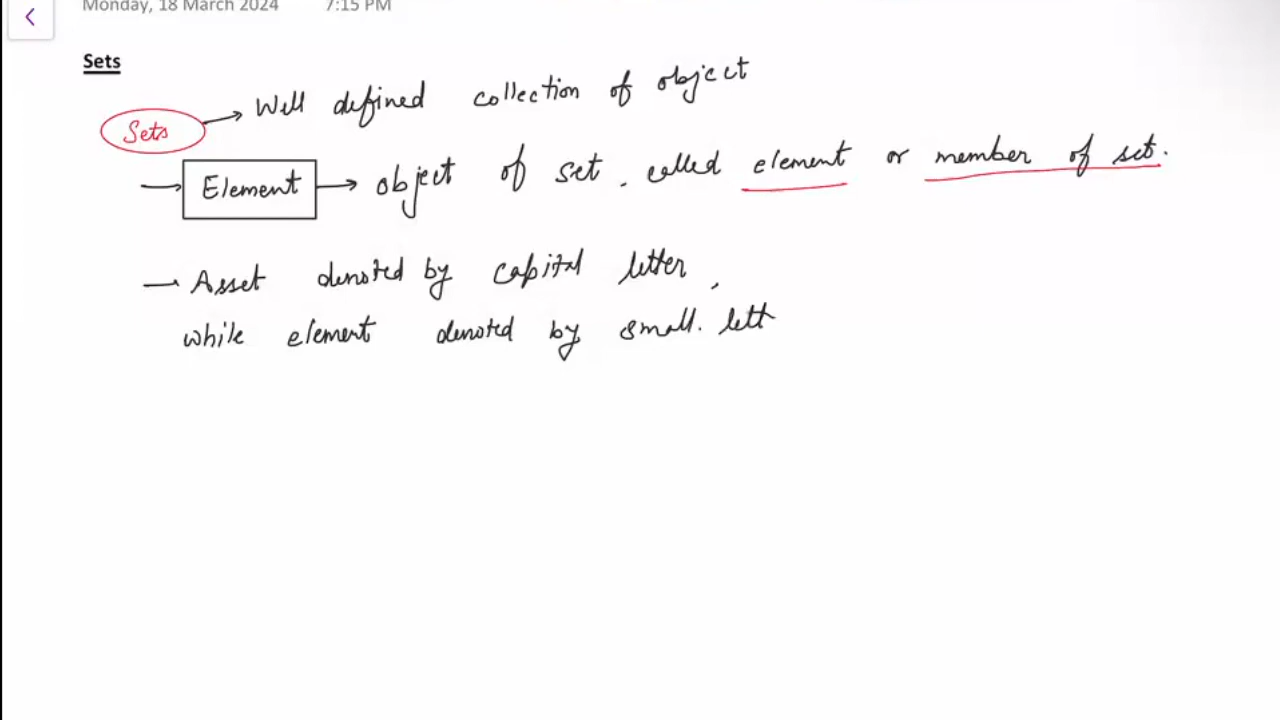 Monday, 18 March 2024 7:15 PM
Sets
Sets → Well defined collection of object
→ Element → object of set. called element or member of set.
— Asset denoted by capital letter,
while element denoted by small. lett